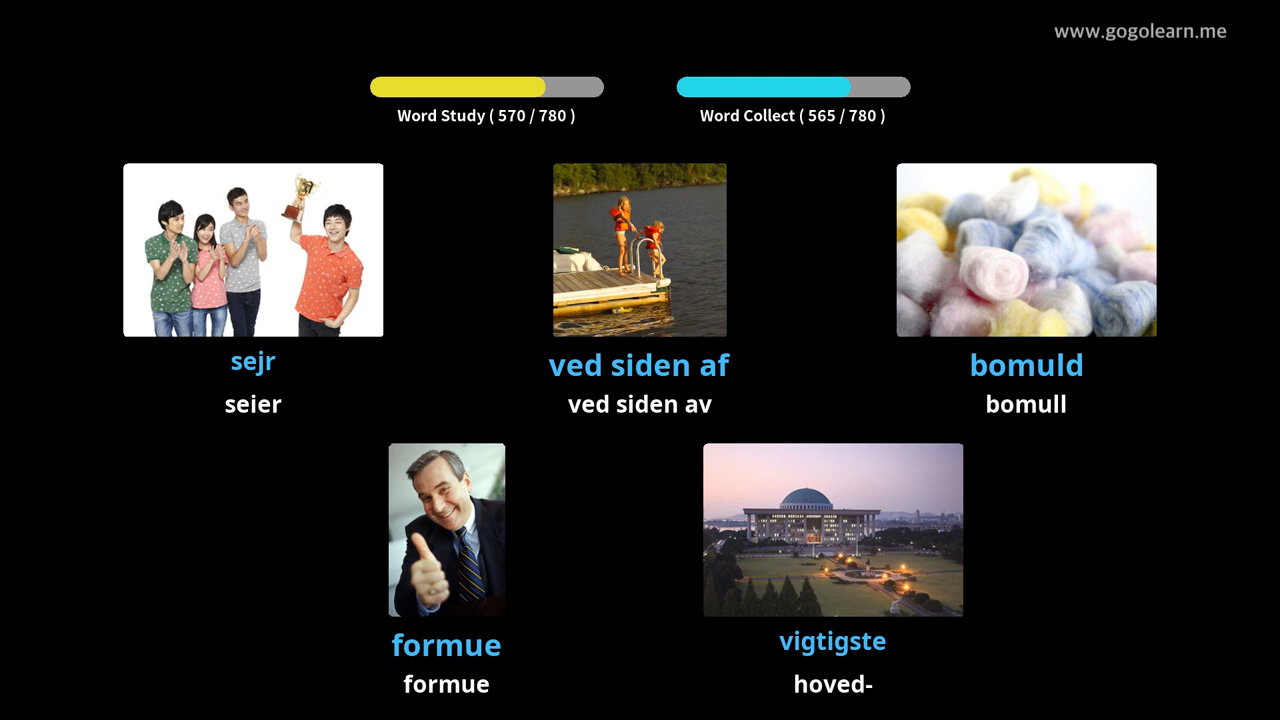 www.gogolearn.me
Word Study ( 570 / 780 )
Word Collect ( 565 / 780 )
sejr
seier
ved siden af
ved siden av
bomuld
bomull
formue
formue
vigtigste
hoved-